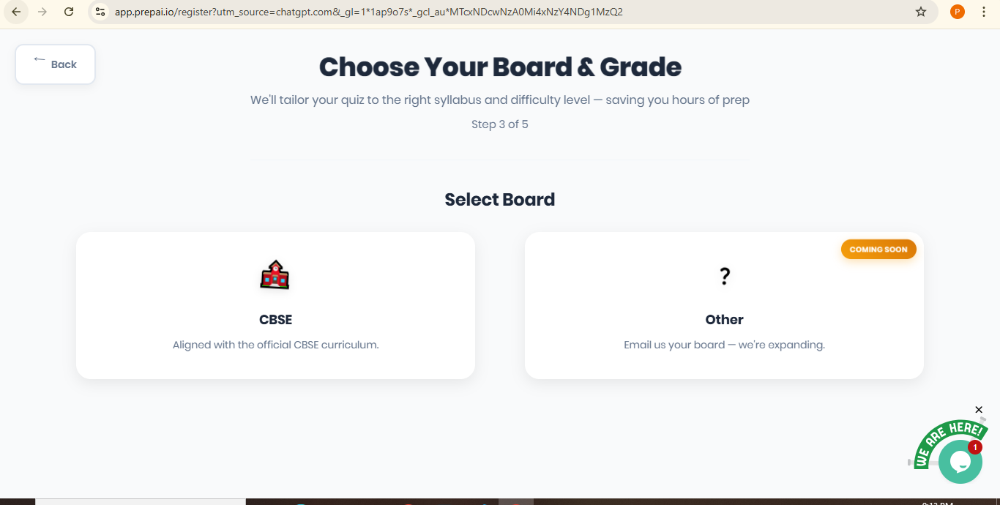 app.prepai.io/register?utm_source=chatgpt.com&_gl=1*1ap9o7s*_gcl_au*MTcxNDcwNzA0Mi4xNzY4NDg1MzQ2
P
← Back
Choose Your Board & Grade
We'll tailor your quiz to the right syllabus and difficulty level — saving you hours of prep
Step 3 of 5
Select Board
COMING SOON
?
CBSE
Other
Aligned with the official CBSE curriculum.
Email us your board — we're expanding.
WE ARE HERE!
1